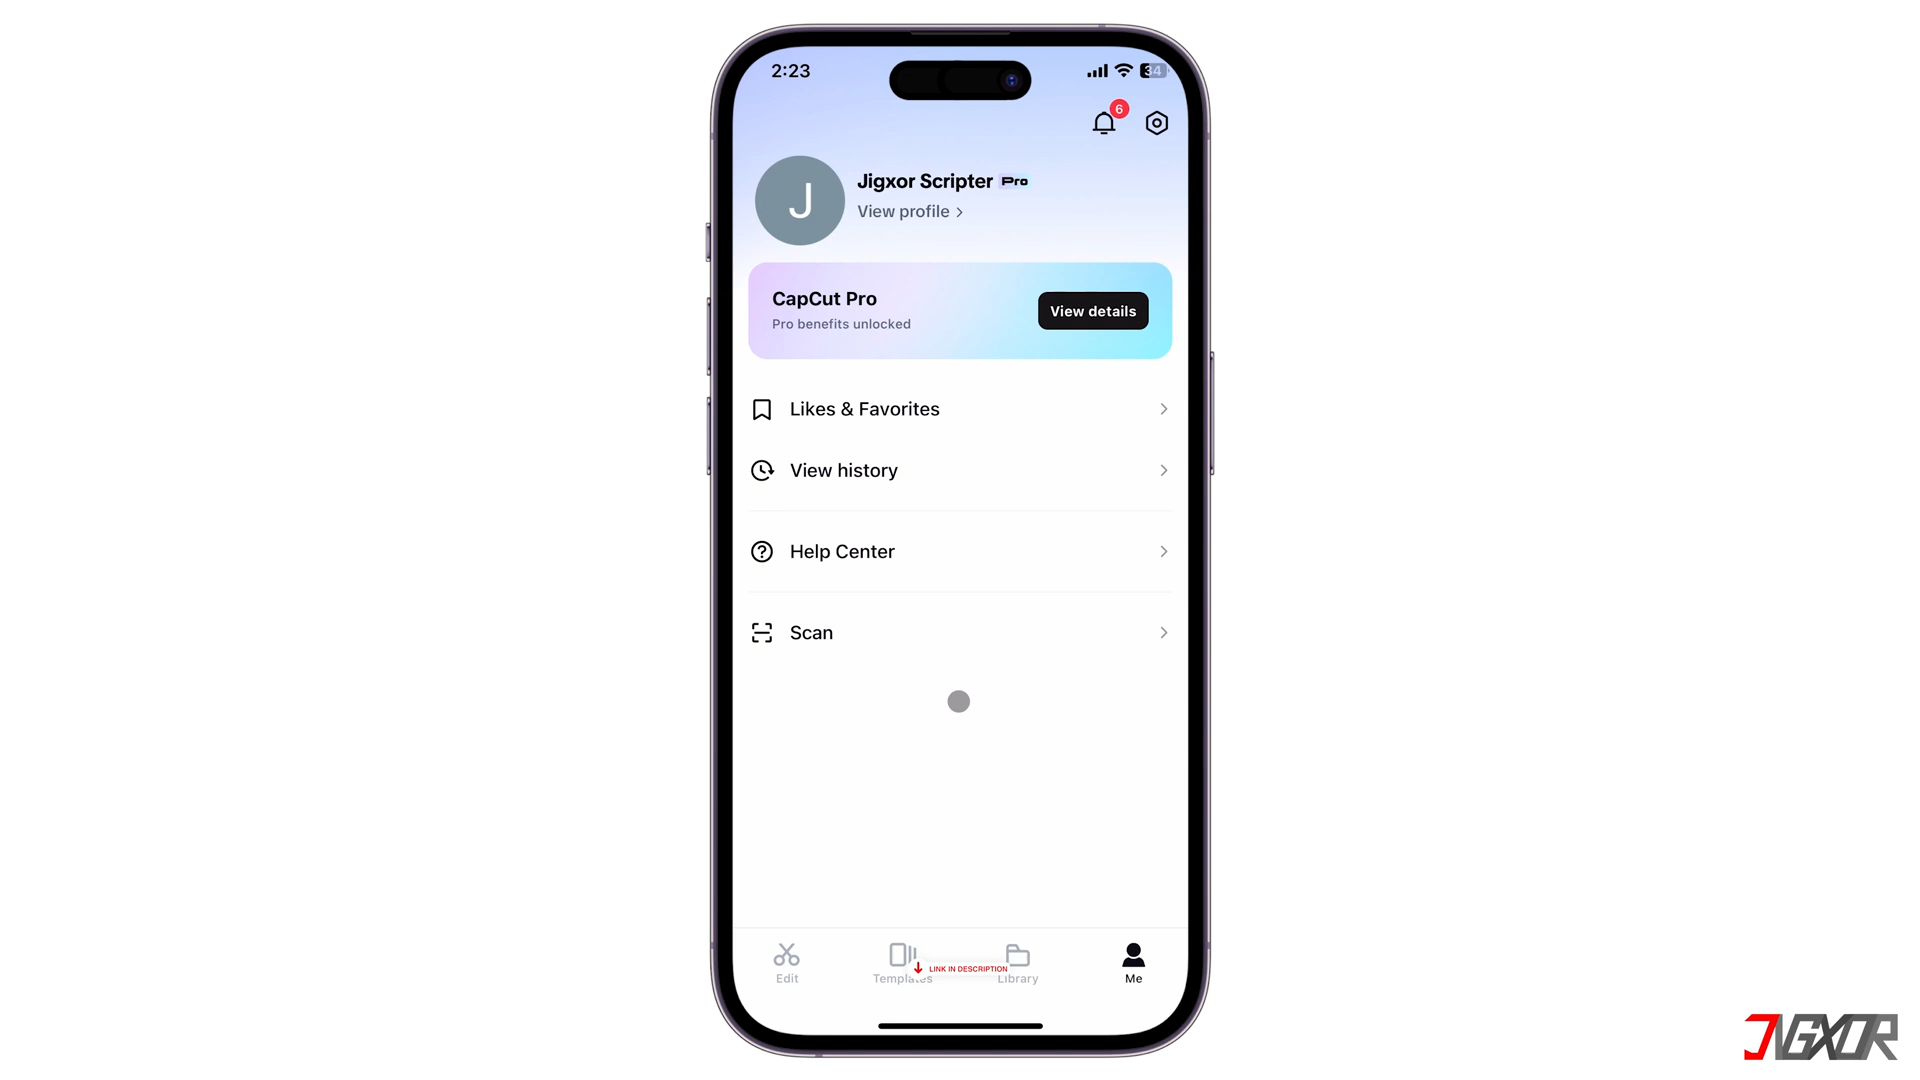 2:23
34
6
J
Jigxor Scripter Pro
View profile
CapCut Pro
Pro benefits unlocked
View details
Likes & Favorites
View history
Help Center
Scan
LINK IN DESCRIPTION
Edit
Templates
Library
Me
JIGXOR